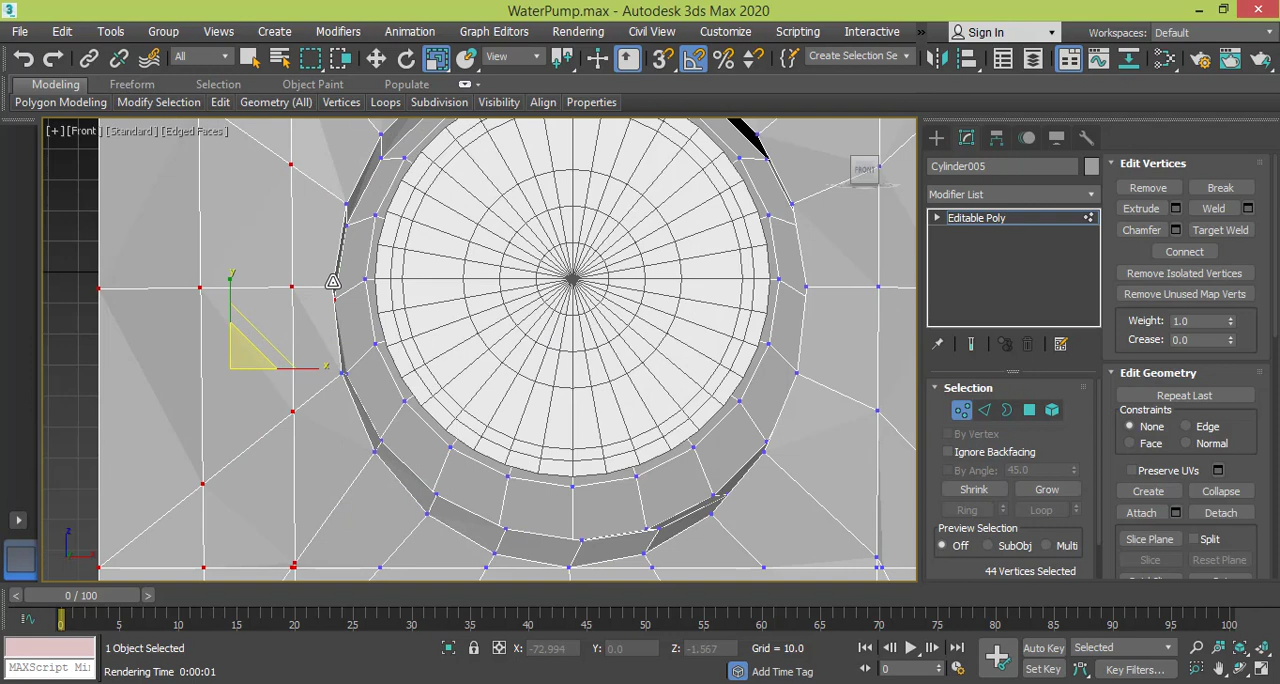 3
WaterPump.max - Autodesk 3ds Max 2020
File Edit Tools Group Views Create Modifiers Animation Graph Editors Rendering Civil View Customize Scripting Interactive » Sign In Workspaces: Default
All View Create Selection Se
Modeling Freeform Selection Object Paint Populate
Polygon Modeling Modify Selection Edit Geometry (All) Vertices Loops Subdivision Visibility Align Properties
[+] [Front] [Standard] [Edged Faces]
FRONT
y
x
z
x
Cylinder005
Modifier List
Editable Poly
Selection
By Vertex
Ignore Backfacing
By Angle: 45.0
Shrink Grow
Ring Loop
Preview Selection
Off SubObj Multi
44 Vertices Selected
Edit Vertices
Remove Break
Extrude Weld
Chamfer Target Weld
Connect
Remove Isolated Vertices
Remove Unused Map Verts
Weight: 1.0
Crease: 0.0
Edit Geometry
Repeat Last
Constraints
None Edge
Face Normal
Preserve UVs
Create Collapse
Attach Detach
Slice Plane Split
Slice Reset Plane
< 0 / 100 >
0 5 10 15 20 25 30 35 40 45 50 55 60 65 70 75 80 85 90 95 100
1 Object Selected X: -72.994 Y: 0.0 Z: -1.567 Grid = 10.0 Auto Key Selected
MAXScript Mi Rendering Time 0:00:01 Add Time Tag 0 Set Key Key Filters...